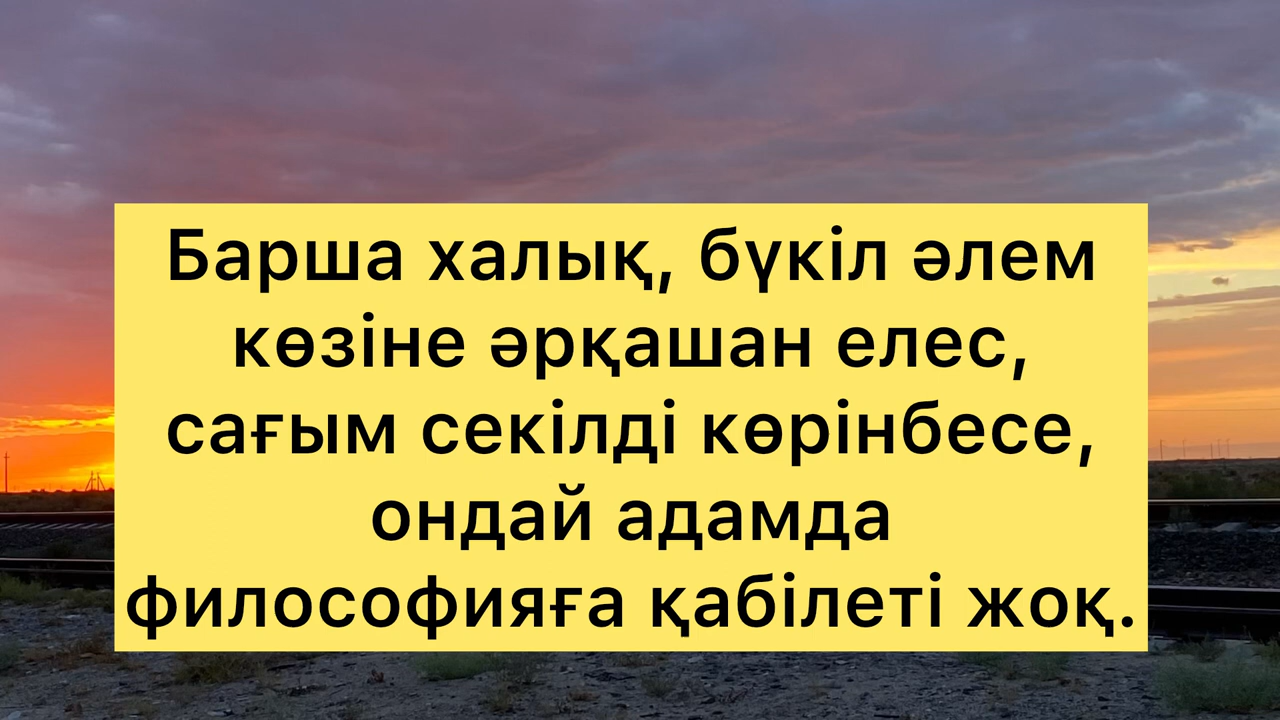 Барша халық, бүкіл әлем
көзіне әрқашан елес,
сағым секілді көрінбесе,
ондай адамда
философияға қабілеті жоқ.